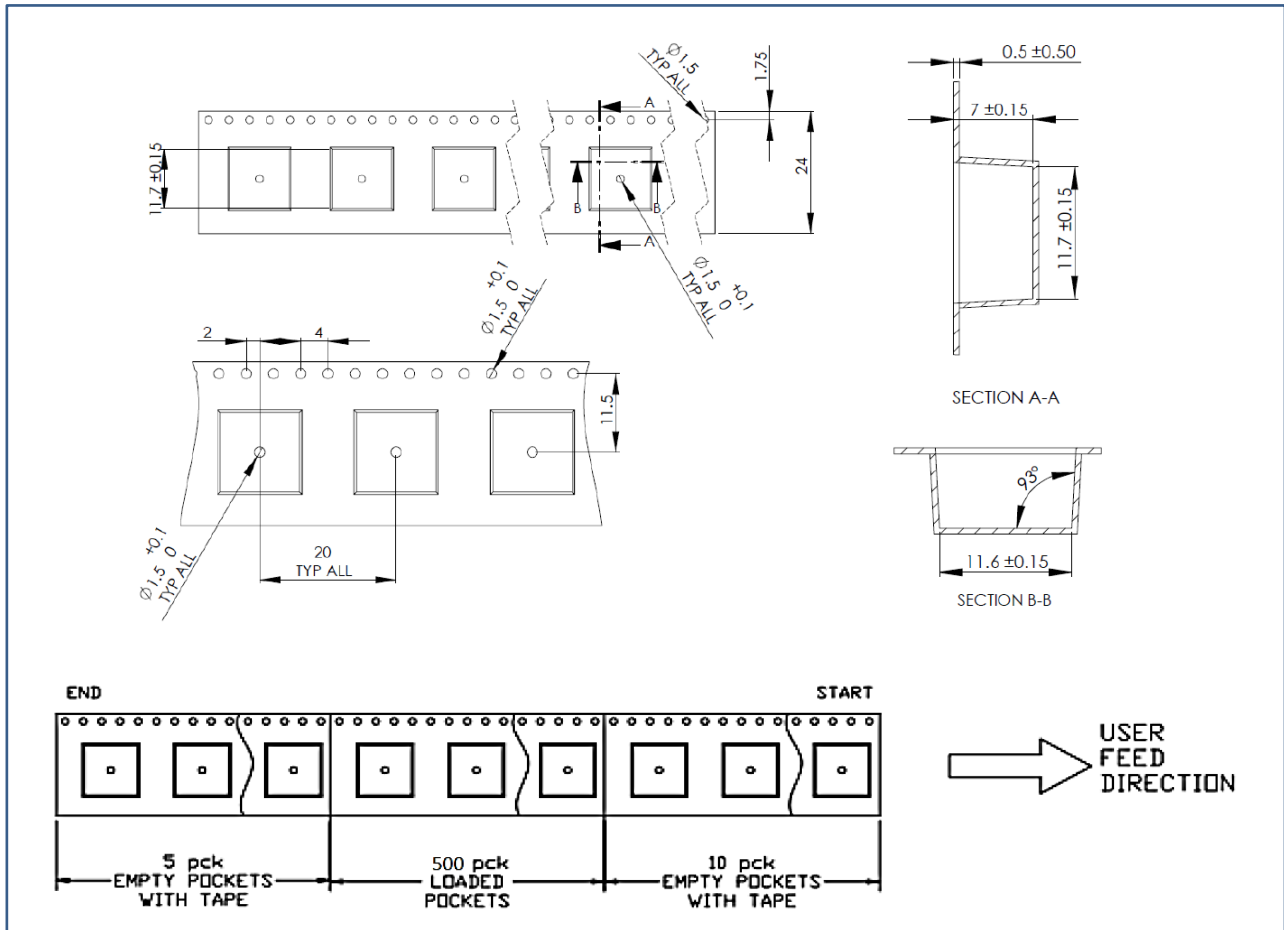 Ø1.5
TYP ALL
1.75
0.5 ±0.50
7 ±0.15
A
11.7 ±0.15
24
11.7 ±0.15
B
B
A
Ø1.5 +0.1 0
TYP ALL
Ø1.5 +0.1 0
TYP ALL
2
4
11.5
SECTION A-A
93°
Ø1.5 +0.1 0
TYP ALL
20
TYP ALL
11.6 ±0.15
SECTION B-B
END
START
USER
FEED
DIRECTION
5 pck
EMPTY POCKETS
WITH TAPE
500 pck
LOADED
POCKETS
10 pck
EMPTY POCKETS
WITH TAPE